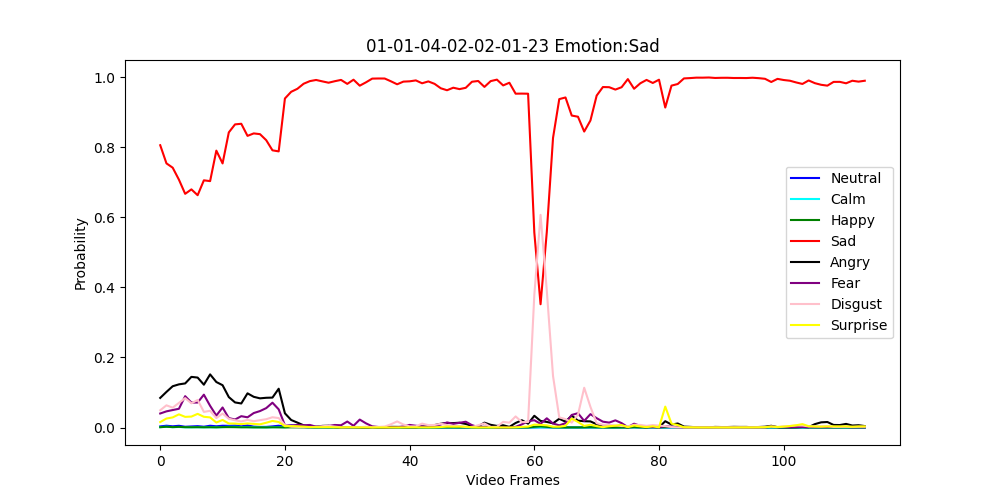 01-01-04-02-02-01-23 Emotion:Sad
1.0
0.8
0.6
0.4
0.2
0.0
Probability
0
20
40
60
80
100
Video Frames
Neutral
Calm
Happy
Sad
Angry
Fear
Disgust
Surprise